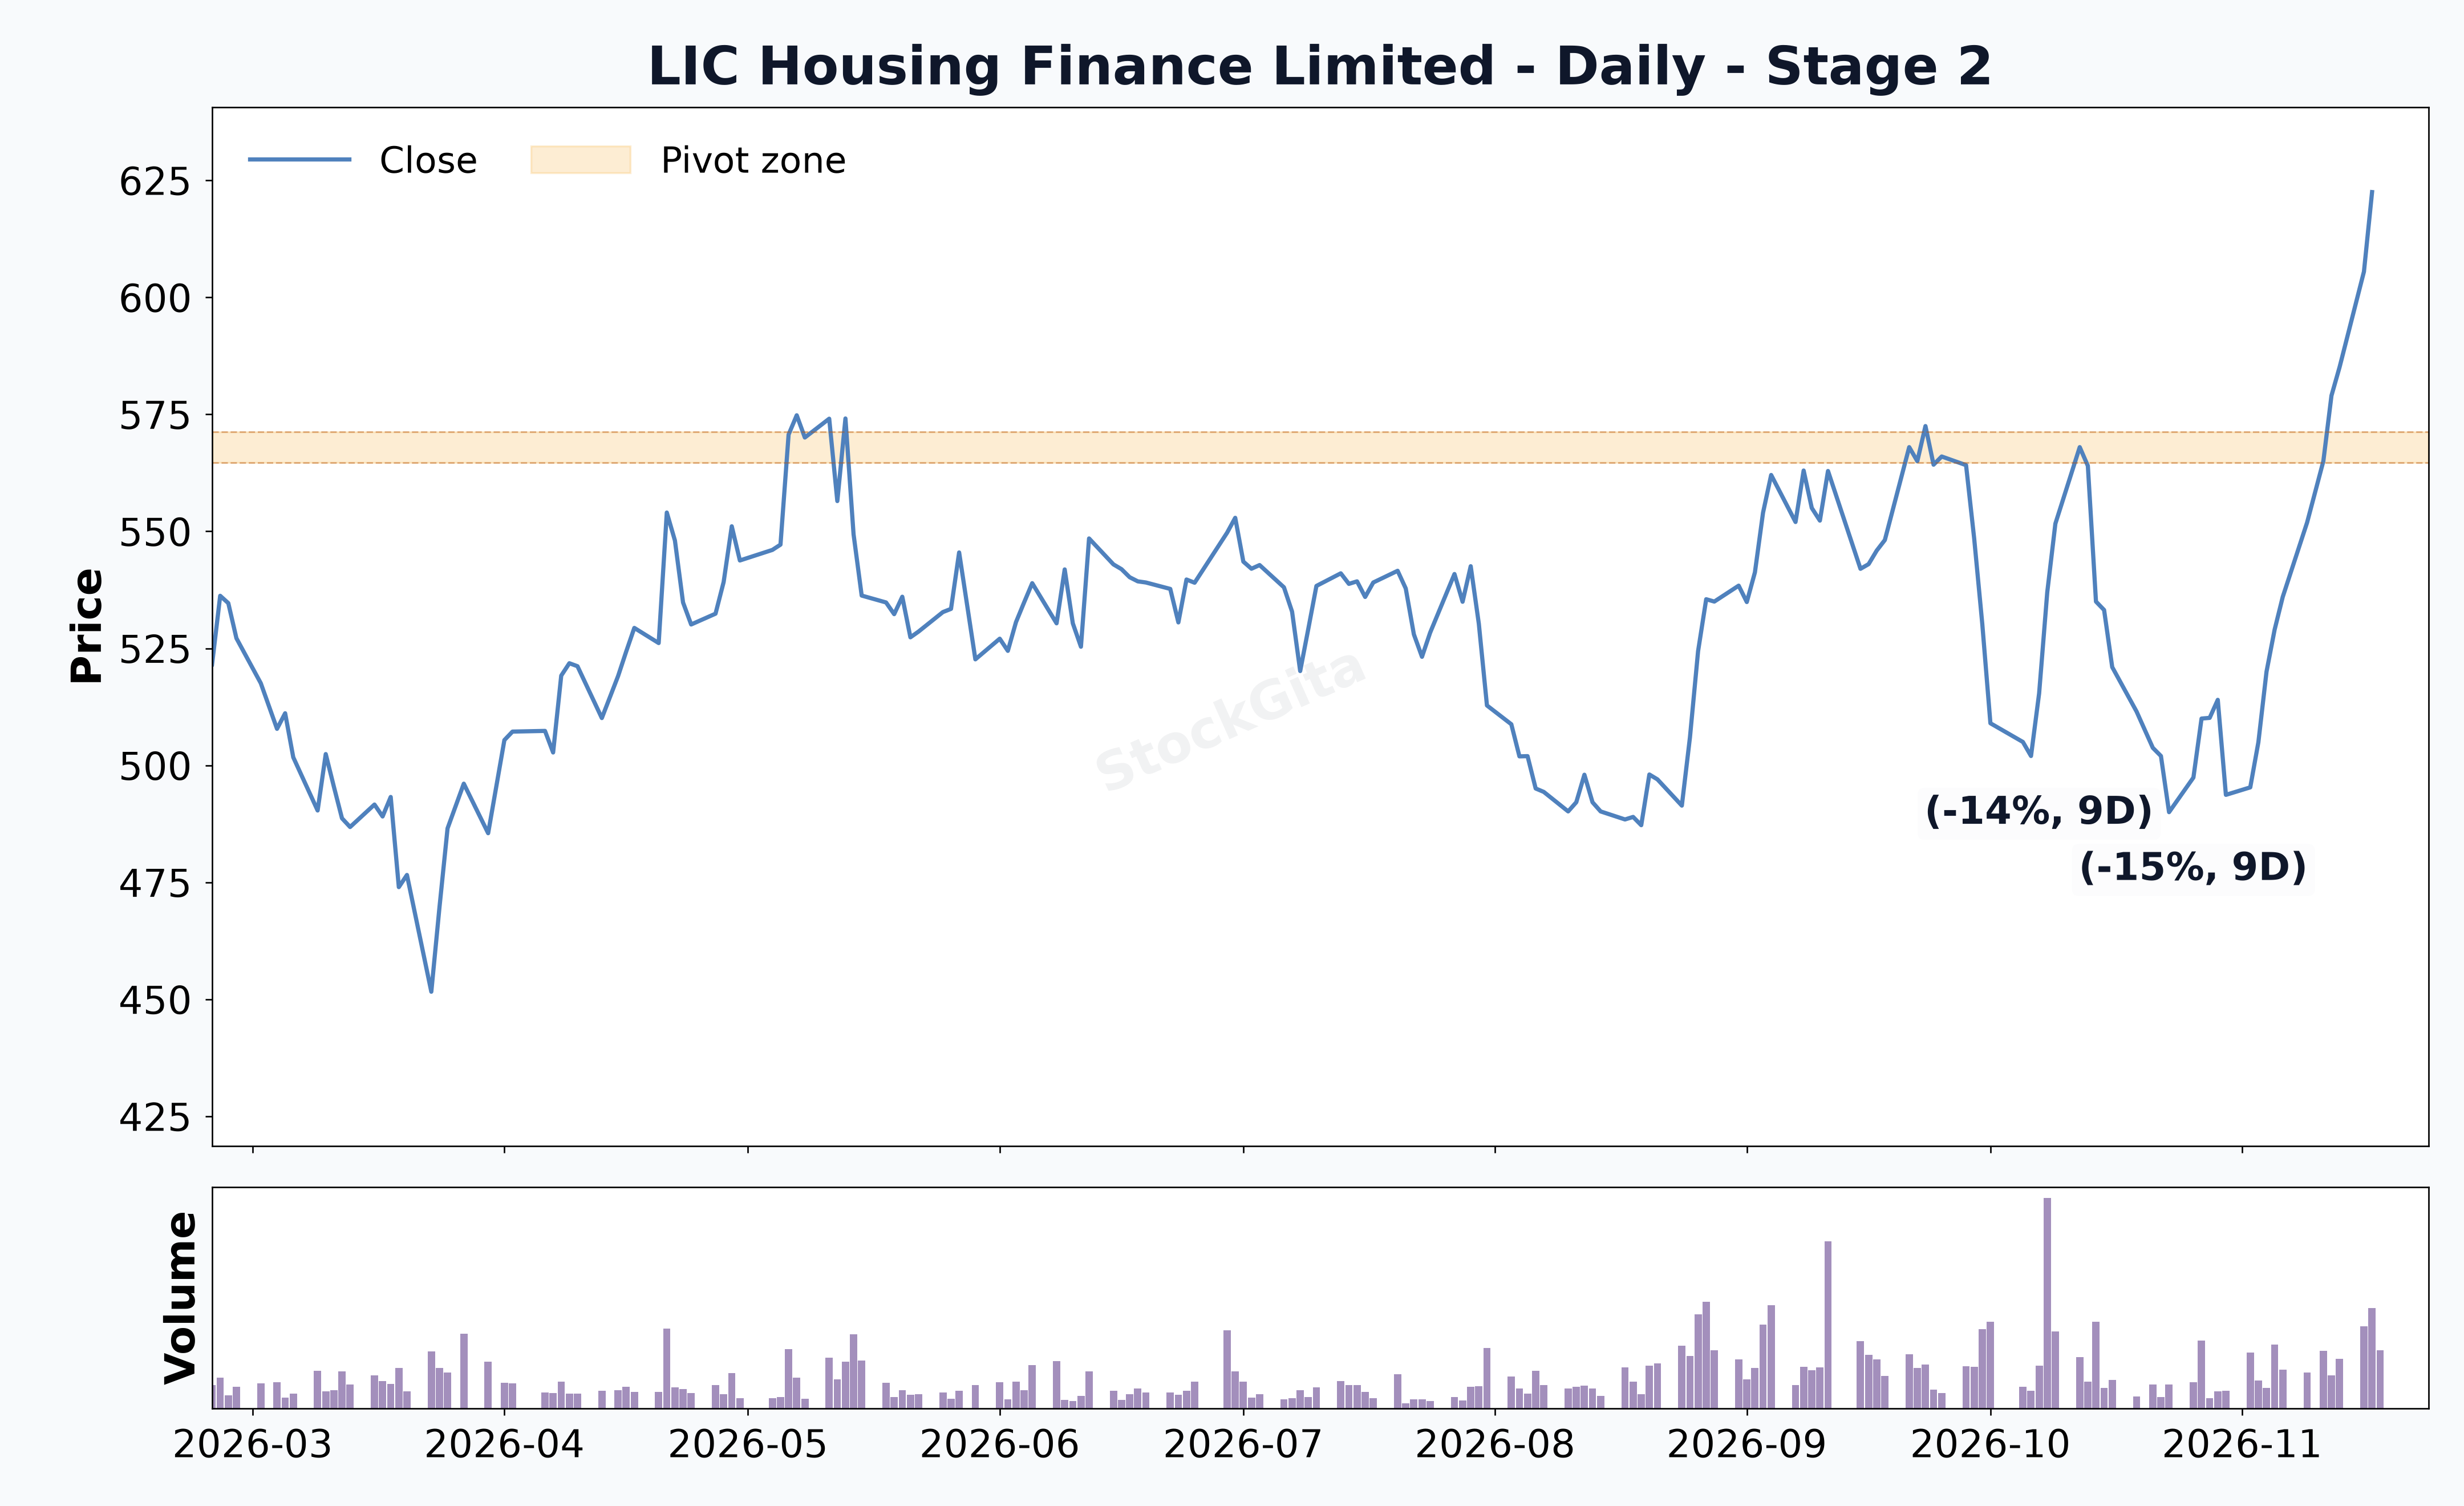 LIC Housing Finance Limited - Daily - Stage 2
Close
Pivot zone
Price
625
600
575
550
525
500
475
450
425
StockGita
(-14%, 9D)
(-15%, 9D)
Volume
2026-03
2026-04
2026-05
2026-06
2026-07
2026-08
2026-09
2026-10
2026-11